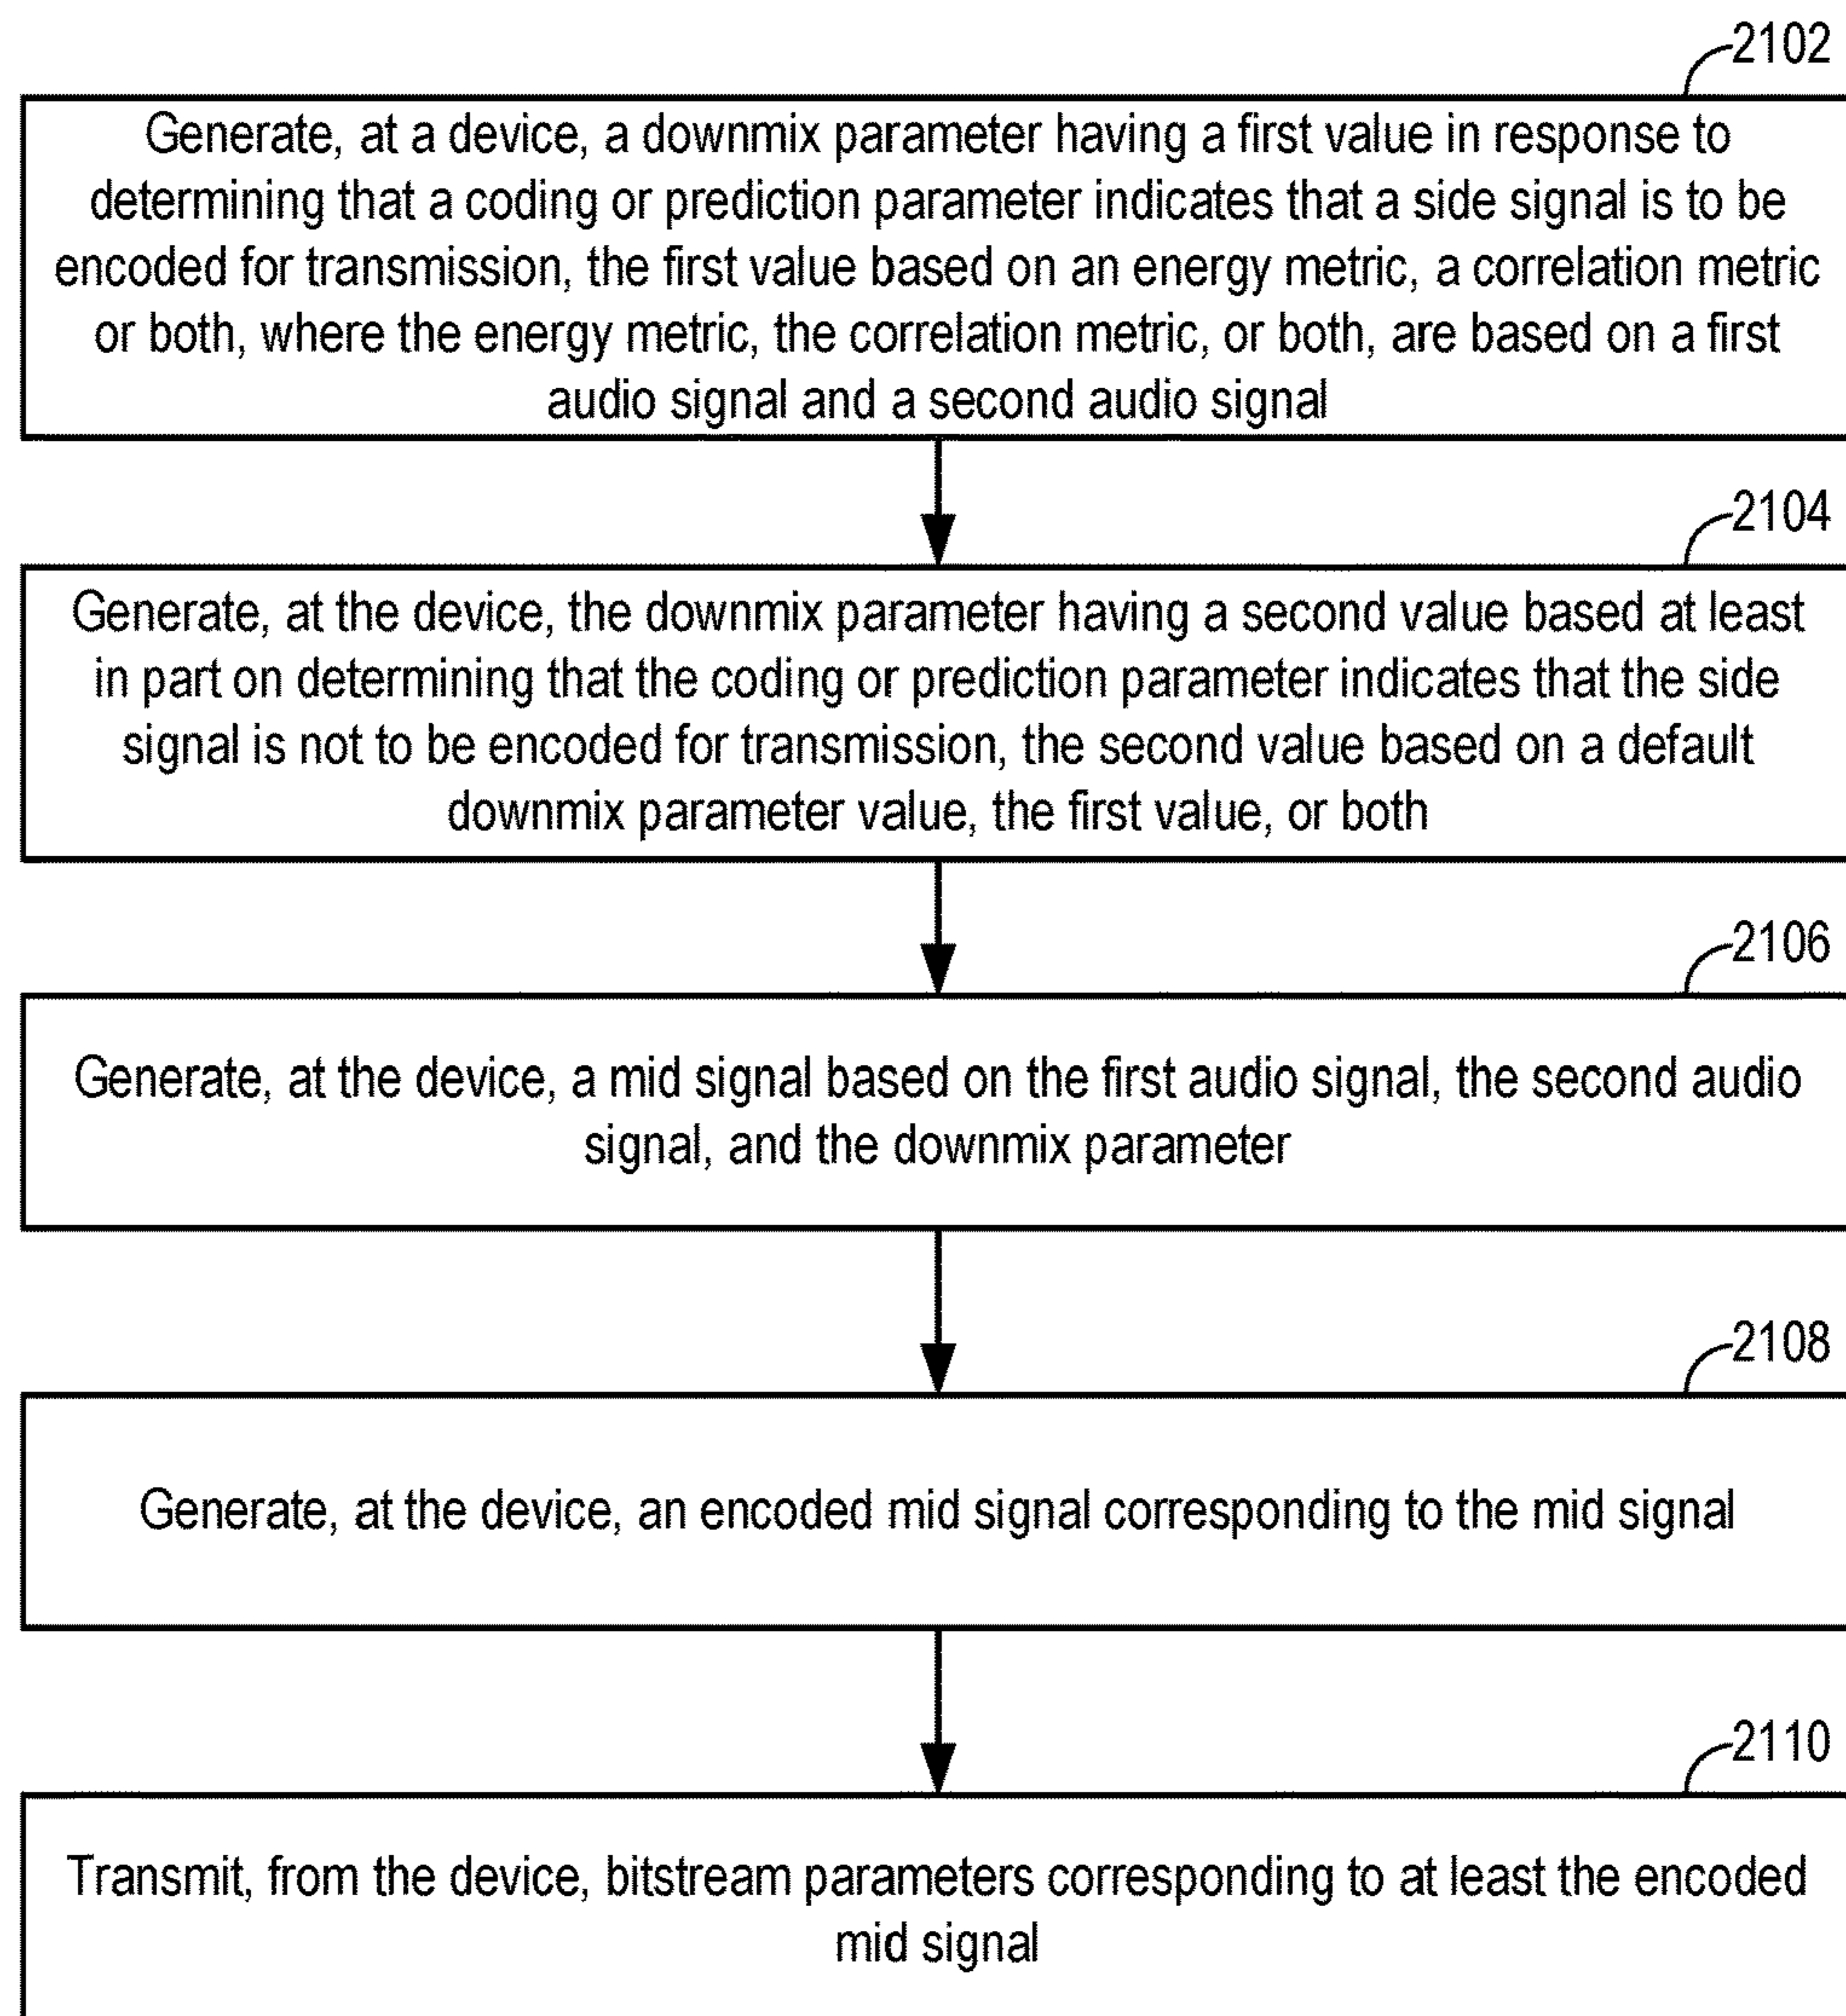 2102
Generate, at a device, a downmix parameter having a first value in response to
determining that a coding or prediction parameter indicates that a side signal is to be
encoded for transmission, the first value based on an energy metric, a correlation metric
or both, where the energy metric, the correlation metric, or both, are based on a first
audio signal and a second audio signal
2104
Generate, at the device, the downmix parameter having a second value based at least
in part on determining that the coding or prediction parameter indicates that the side
signal is not to be encoded for transmission, the second value based on a default
downmix parameter value, the first value, or both
2106
Generate, at the device, a mid signal based on the first audio signal, the second audio
signal, and the downmix parameter
2108
Generate, at the device, an encoded mid signal corresponding to the mid signal
2110
Transmit, from the device, bitstream parameters corresponding to at least the encoded
mid signal